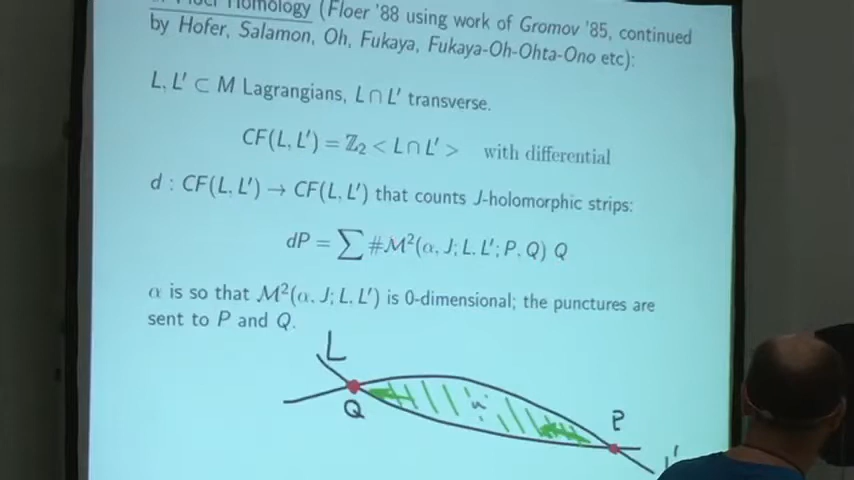 Floer Homology (Floer '88 using work of Gromov '85, continued
by Hofer, Salamon, Oh, Fukaya, Fukaya-Oh-Ohta-Ono etc):
L, L′ ⊂ M Lagrangians, L ∩ L′ transverse.
CF(L, L′) = ℤ₂ < L ∩ L′ > with differential
d : CF(L, L′) → CF(L, L′) that counts J-holomorphic strips:
dP = ∑ #ℳ²(α, J; L, L′; P, Q) Q
α is so that ℳ²(α, J; L, L′) is 0-dimensional; the punctures are
sent to P and Q.
L
Q
u
P
L′